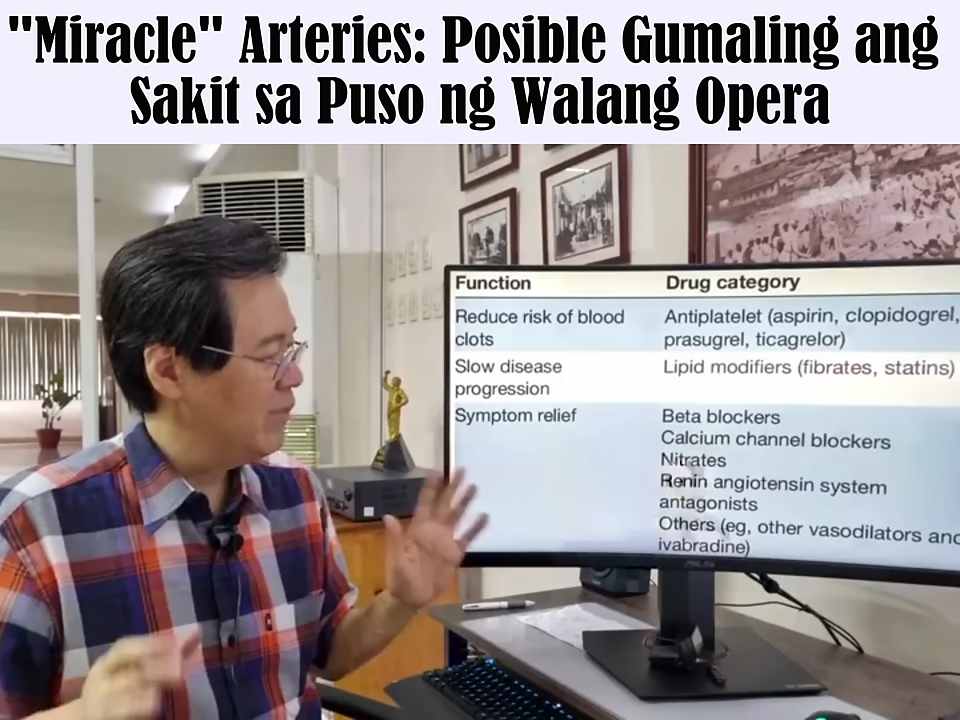 "Miracle" Arteries: Posible Gumaling ang
Sakit sa Puso ng Walang Opera
Function Drug category
Reduce risk of blood clots Antiplatelet (aspirin, clopidogrel, prasugrel, ticagrelor)
Slow disease progression Lipid modifiers (fibrates, statins)
Symptom relief Beta blockers
Calcium channel blockers
Nitrates
Renin angiotensin system
antagonists
Others (eg, other vasodilators and
ivabradine)
ASUS